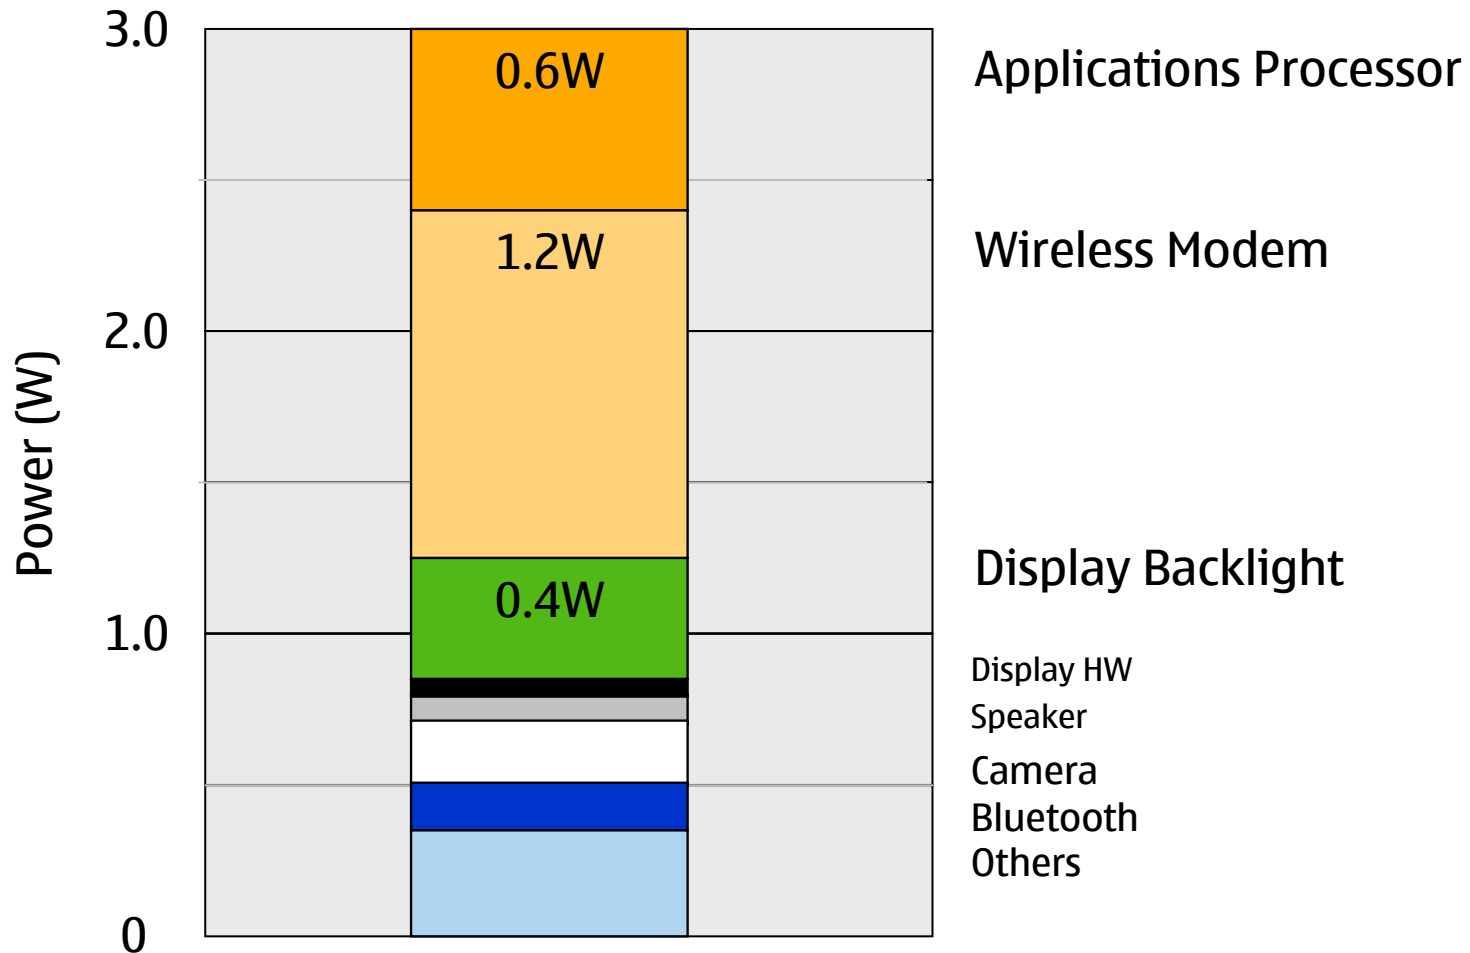 3.0
0.6W
Applications Processor
1.2W
Wireless Modem
2.0
Power (W)
Display Backlight
0.4W
1.0
Display HW
Speaker
Camera
Bluetooth
Others
0